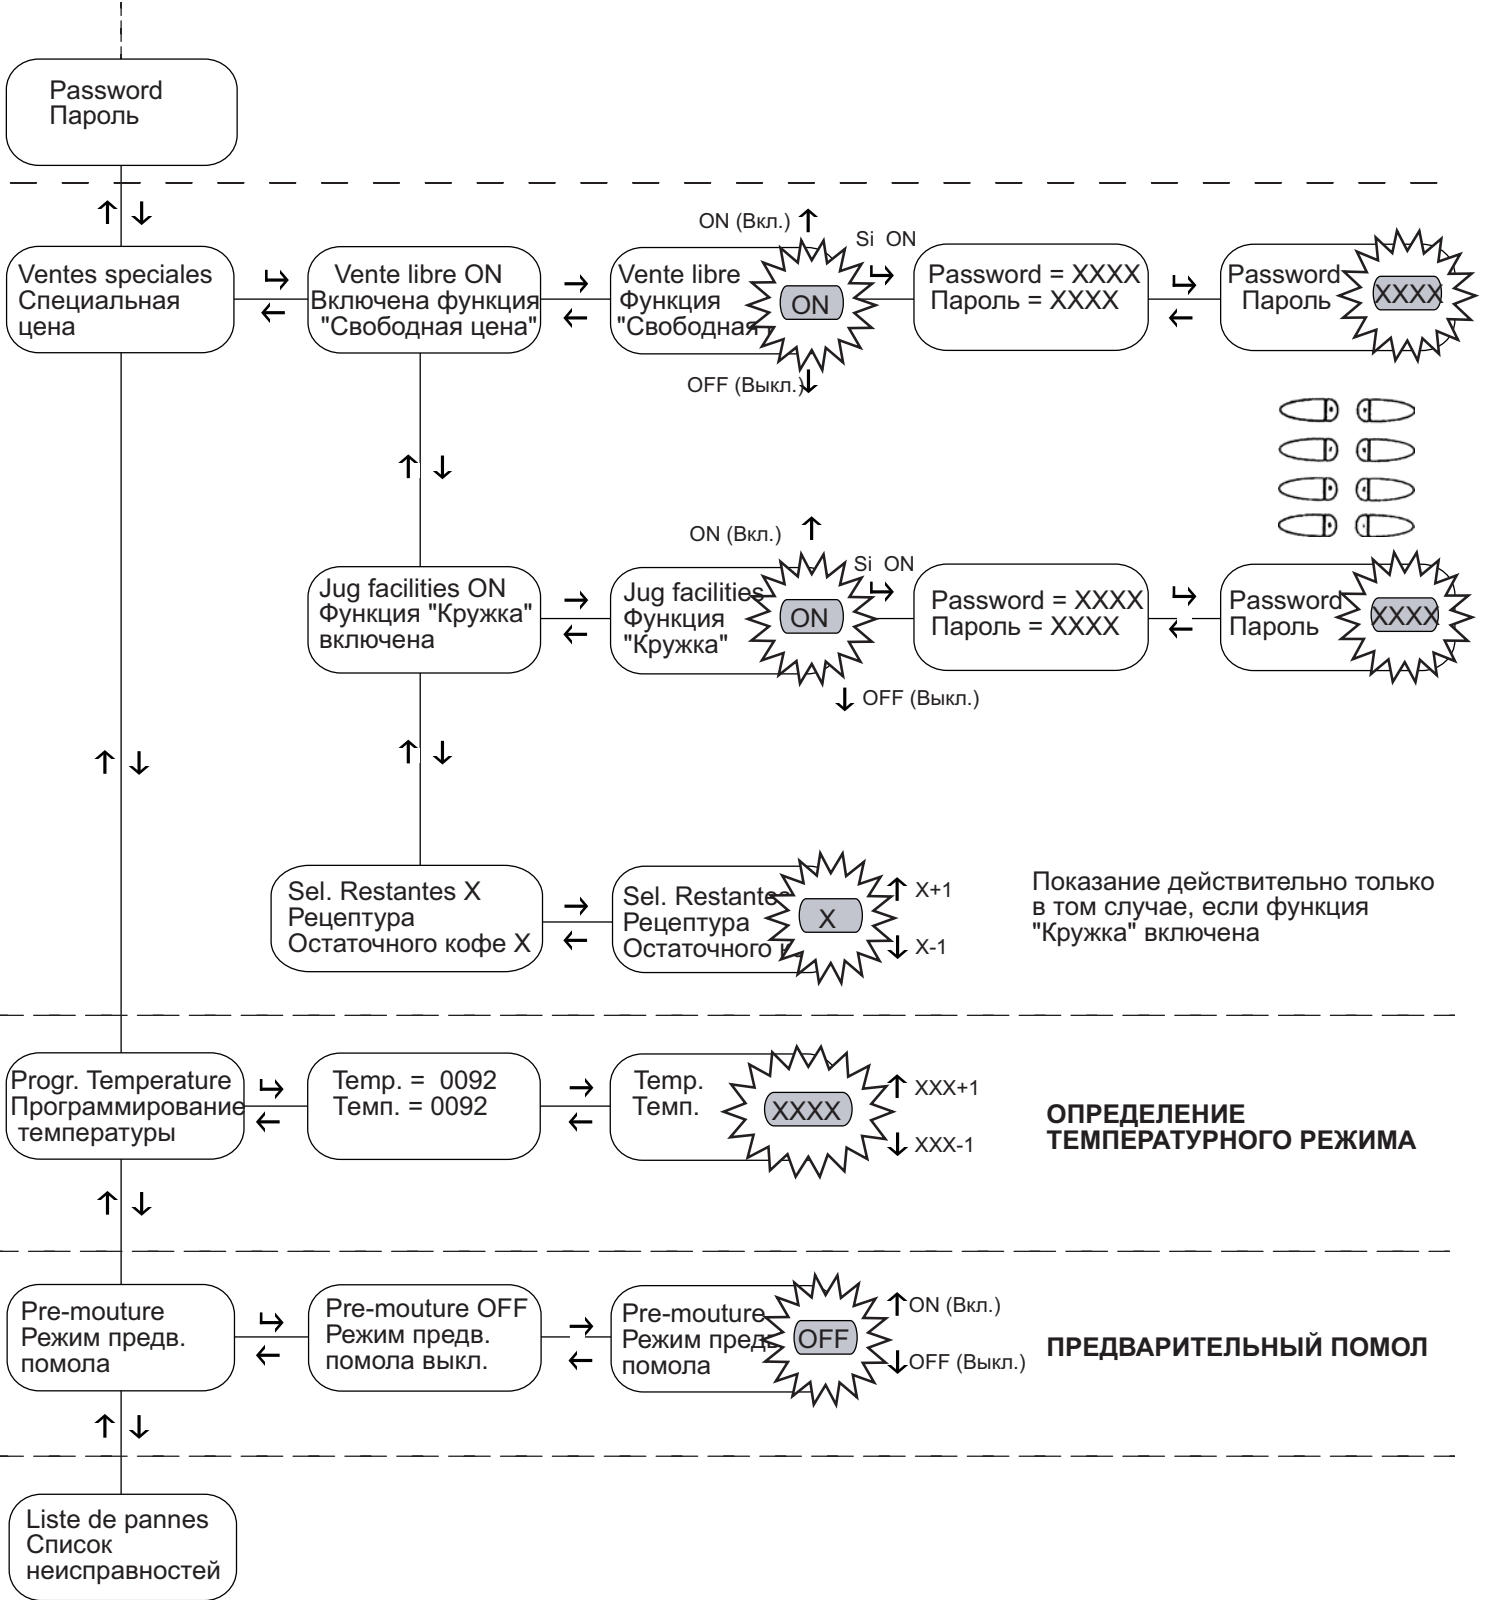 Password
Пароль
ON (Вкл.)
Si ON
Ventes speciales
Специальная
цена
Vente libre ON
Включена функция
"Свободная цена"
Vente libre
Функция
"Свободная
ON
OFF (Выкл.)
Password = XXXX
Пароль = XXXX
Password
Пароль
XXXX
ON (Вкл.)
Si ON
Jug facilities ON
Функция "Кружка"
включена
Jug facilities
Функция
"Кружка"
ON
OFF (Выкл.)
Password = XXXX
Пароль = XXXX
Password
Пароль
XXXX
Sel. Restantes X
Рецептура
Остаточного кофе X
Sel. Restantes
Рецептура
Остаточного
X
X+1
X-1
Показание действительно только
в том случае, если функция
"Кружка" включена
Progr. Temperature
Программирование
температуры
Temp. = 0092
Темп. = 0092
Temp.
Темп.
XXXX
XXX+1
XXX-1
ОПРЕДЕЛЕНИЕ
ТЕМПЕРАТУРНОГО РЕЖИМА
Pre-mouture
Режим предв.
помола
Pre-mouture OFF
Режим предв.
помола выкл.
Pre-mouture
Режим предв.
помола
OFF
ON (Вкл.)
OFF (Выкл.)
ПРЕДВАРИТЕЛЬНЫЙ ПОМОЛ
Liste de pannes
Список
неисправностей